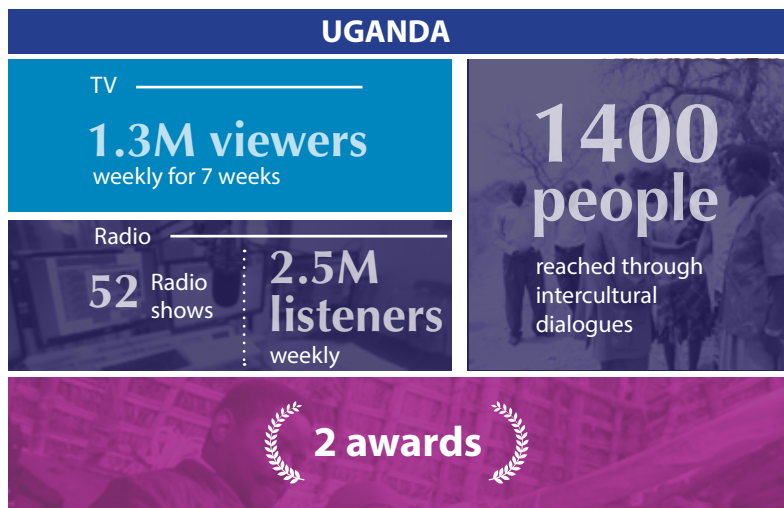 UGANDA
TV
1.3M viewers
weekly for 7 weeks
Radio
52
Radio
shows
2.5M
listeners
weekly
1400
people
reached through
intercultural
dialogues
2 awards